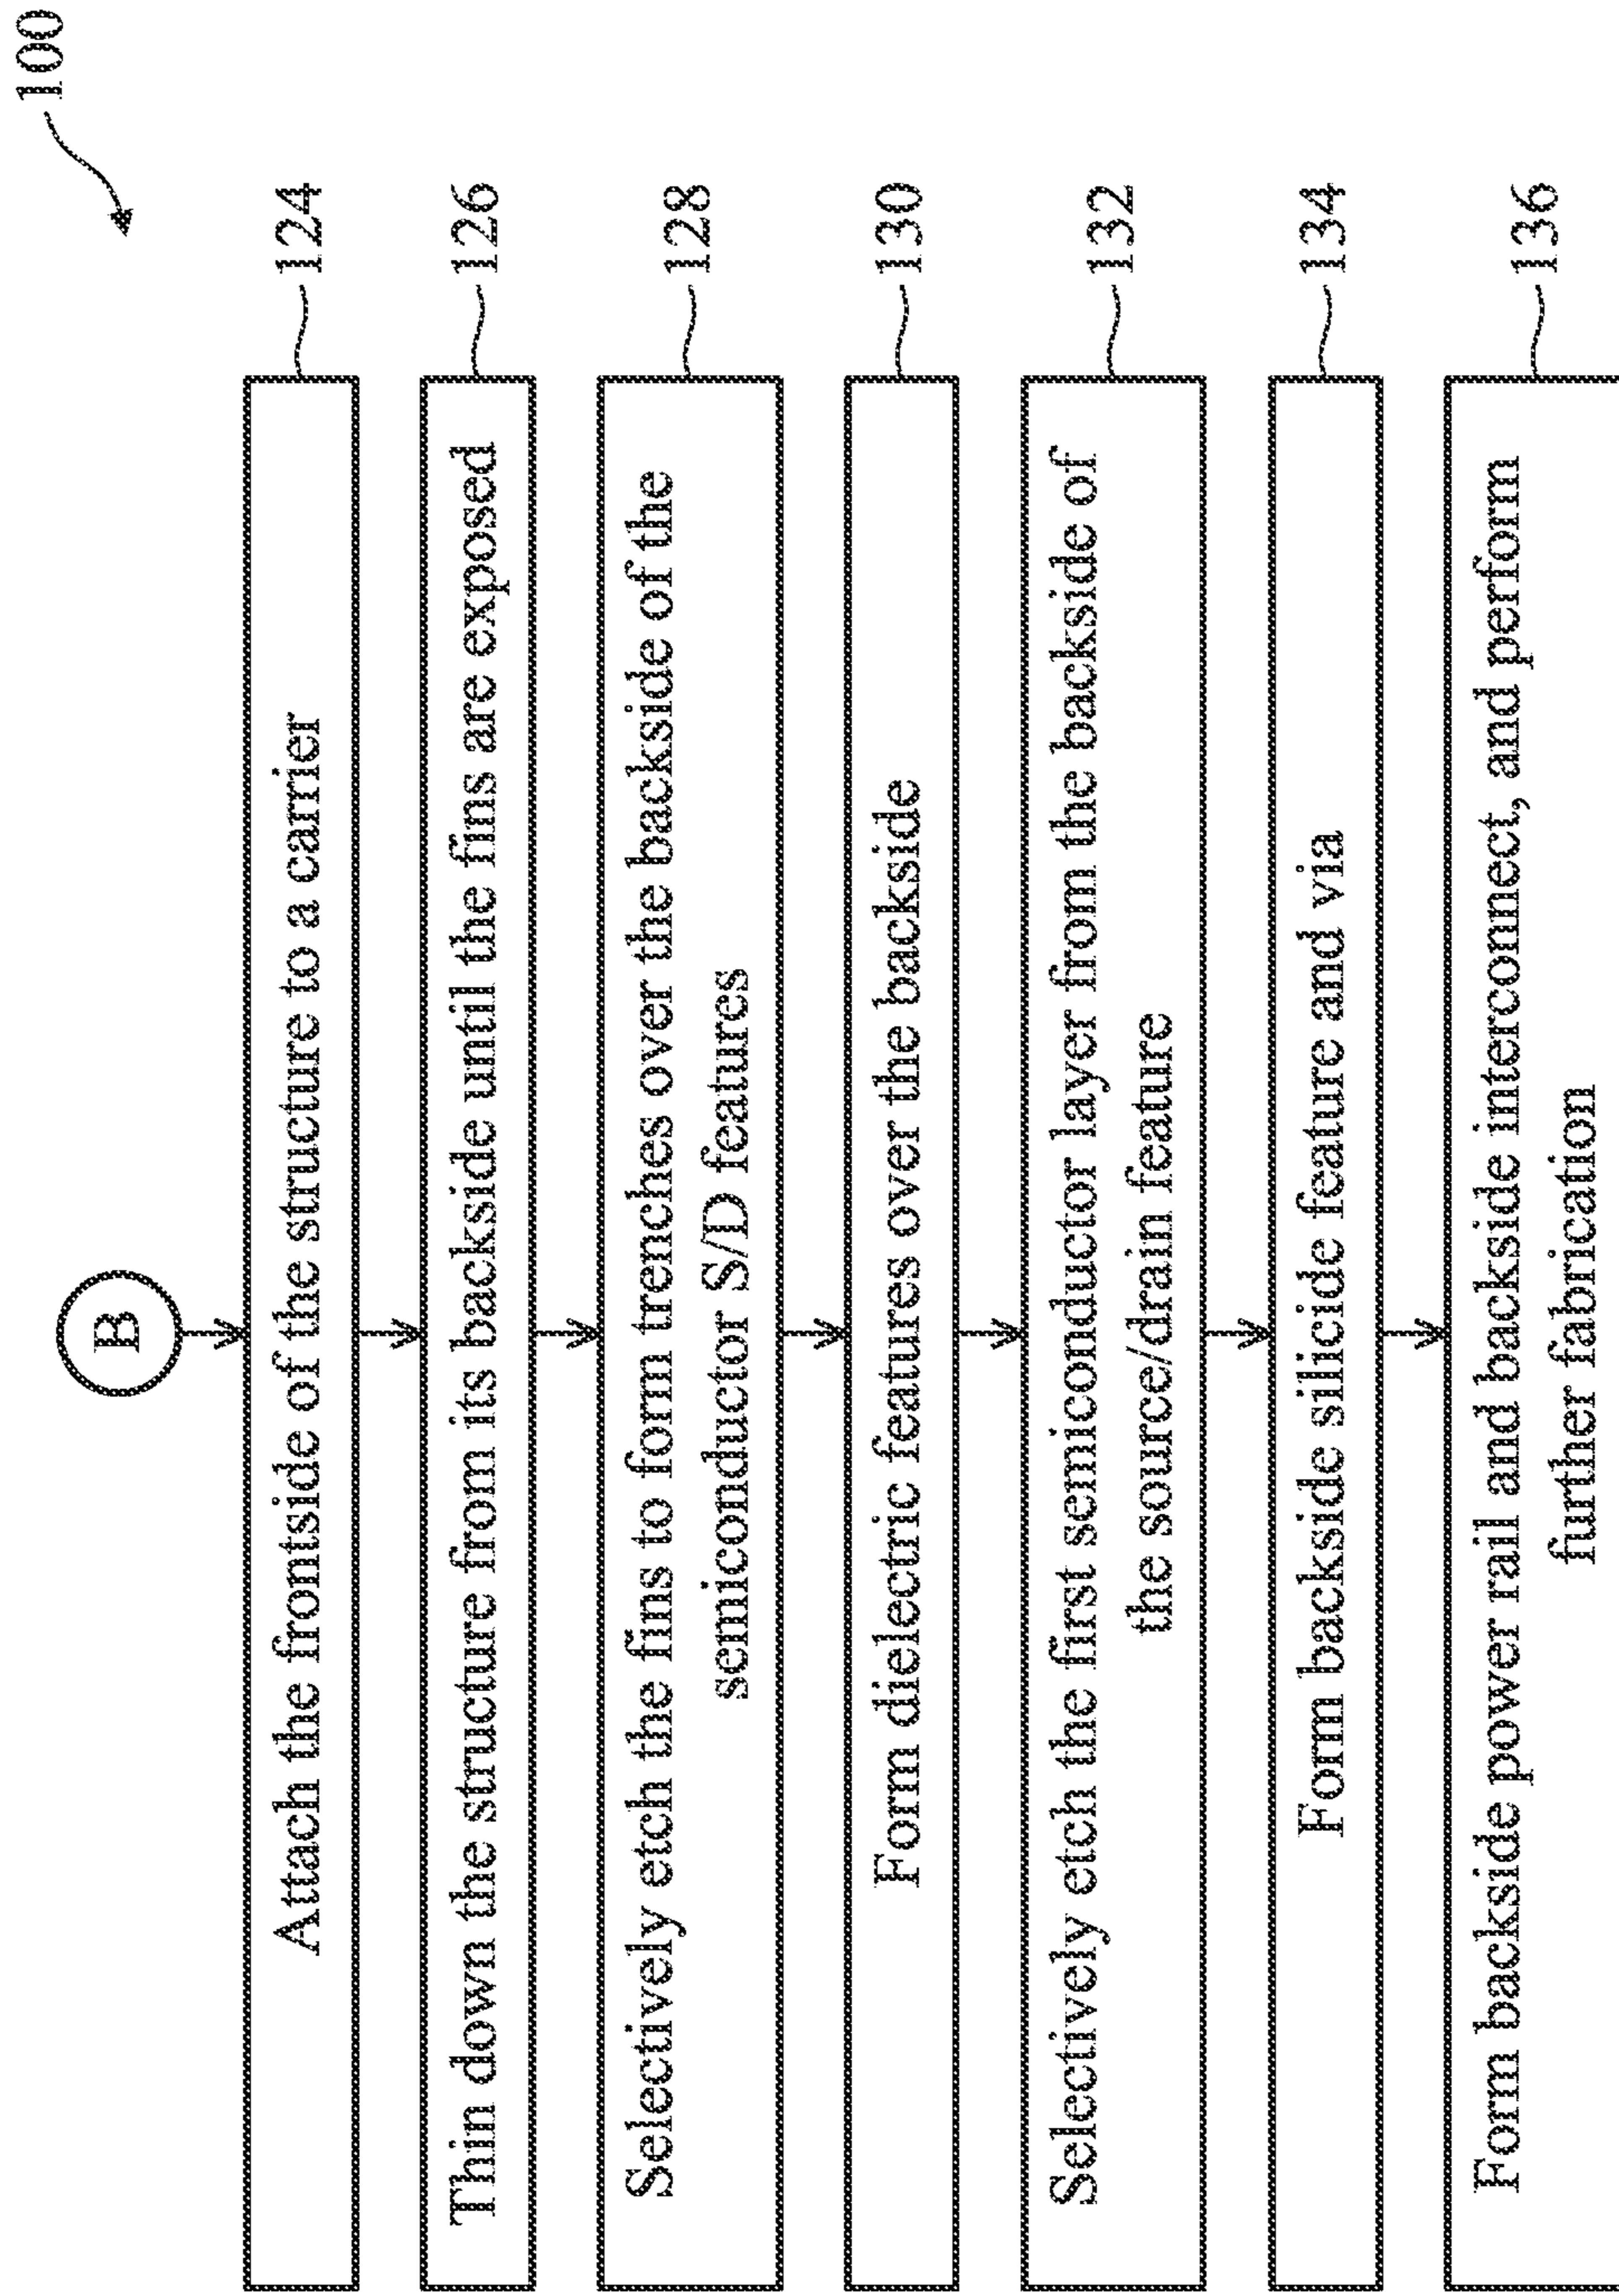 100
B
Attach the frontside of the structure to a carrier
124
Thin down the structure from its backside until the fins are exposed
126
Selectively etch the fins to form trenches over the backside of the
semiconductor S/D features
128
Form dielectric features over the backside
130
Selectively etch the first semiconductor layer from the backside of
the source/drain feature
132
Form backside silicide feature and via
134
Form backside power rail and backside interconnect, and perform
further fabrication
136